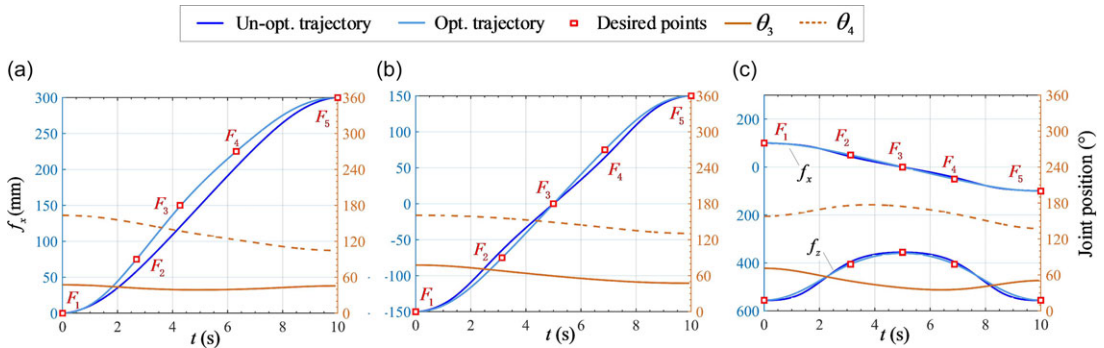 Un-opt. trajectory Opt. trajectory Desired points θ3 θ4
(a) (b) (c)
300 250 200 150 100 50 0
fx (mm)
360 300 240 180 120 60 0
F1 F2 F3 F4 F5
0 2 4 6 8 10
t (s)
150 100 50 0 -50 -100 -150
360 300 240 180 120 60 0
F1 F2 F3 F4 F5
0 2 4 6 8 10
t (s)
200 100 0 200 400 600
360 300 240 180 120 60 0
Joint position (°)
F1 F2 F3 F4 F5
fx
fz
0 2 4 6 8 10
t (s)